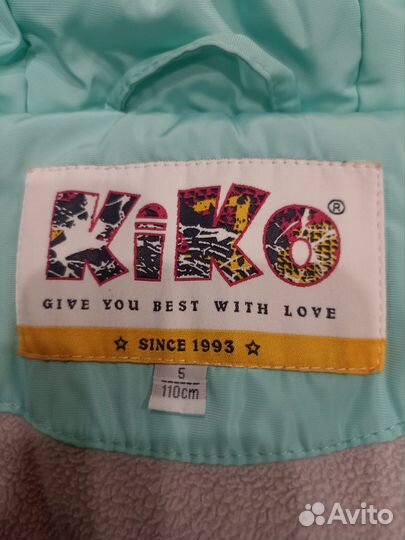 KiKo ®
GIVE YOU BEST WITH LOVE
☆ SINCE 1993 ☆
5
110cm
Avito